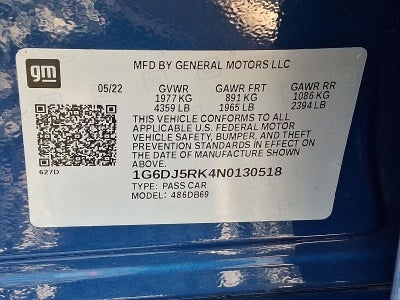 gm
MFD BY GENERAL MOTORS LLC
05/22 GVWR GAWR FRT GAWR RR
1977 KG 891 KG 1086 KG
4359 LB 1965 LB 2394 LB
THIS VEHICLE CONFORMS TO ALL
APPLICABLE U.S. FEDERAL MOTOR
VEHICLE SAFETY, BUMPER, AND THEFT
PREVENTION STANDARDS IN EFFECT ON THE
DATE OF MANUFACTURE SHOWN
ABOVE.
627D
1G6DJ5RK4N0130518
TYPE: PASS CAR
MODEL: 486DB69